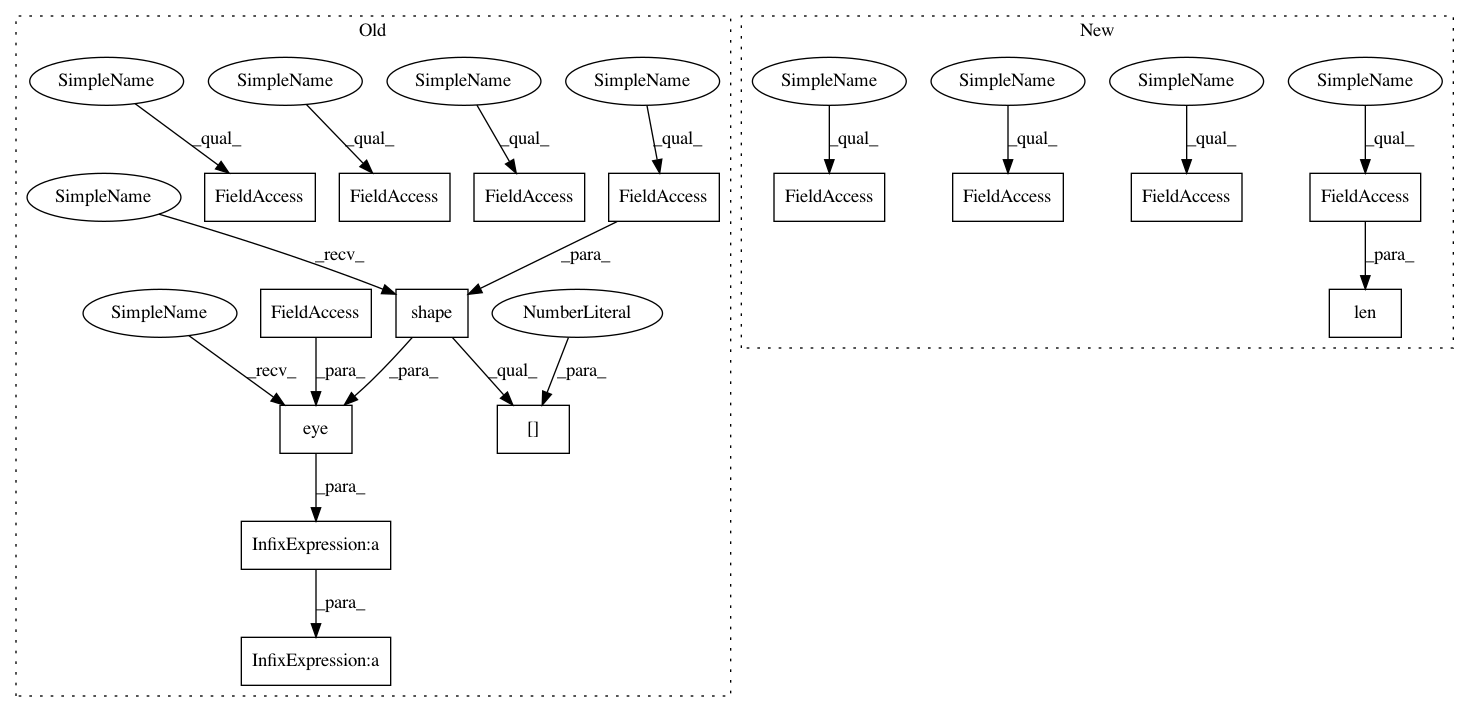 Old
New
SimpleName SimpleName SimpleName SimpleName SimpleName SimpleName SimpleName SimpleName
_qual_ _qual_ _qual_ _qual_ _qual_ _qual_ _qual_ _qual_
SimpleName FieldAccess FieldAccess FieldAccess FieldAccess FieldAccess FieldAccess FieldAccess FieldAccess
_recv_ _para_ _para_
SimpleName FieldAccess shape NumberLiteral len
_recv_ _para_ _para_ _qual_ _para_
eye []
_para_
InfixExpression:a
_para_
InfixExpression:a